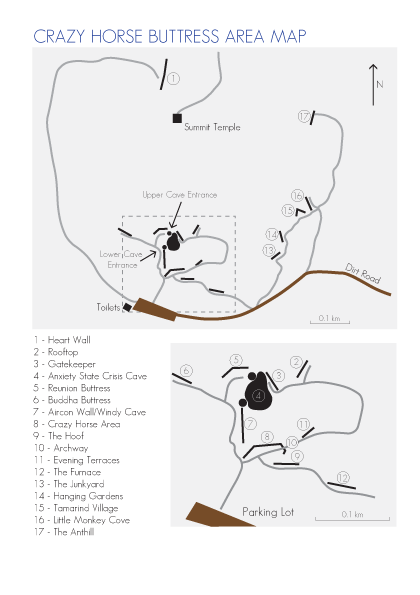 CRAZY HORSE BUTTRESS AREA MAP
1
N
17
Summit Temple
Upper Cave Entrance
16
15
14
13
Lower Cave
Entrance
Dirt Road
Toilets
0.1 km
1 - Heart Wall
2 - Rooftop
3 - Gatekeeper
4 - Anxiety State Crisis Cave
5 - Reunion Buttress
6 - Buddha Buttress
7 - Aircon Wall/Windy Cave
8 - Crazy Horse Area
9 - The Hoof
10 - Archway
11 - Evening Terraces
12 - The Furnace
13 - The Junkyard
14 - Hanging Gardens
15 - Tamarind Village
16 - Little Monkey Cove
17 - The Anthill
5
2
6
3
4
7
11
8
10
9
12
Parking Lot
0.1 km